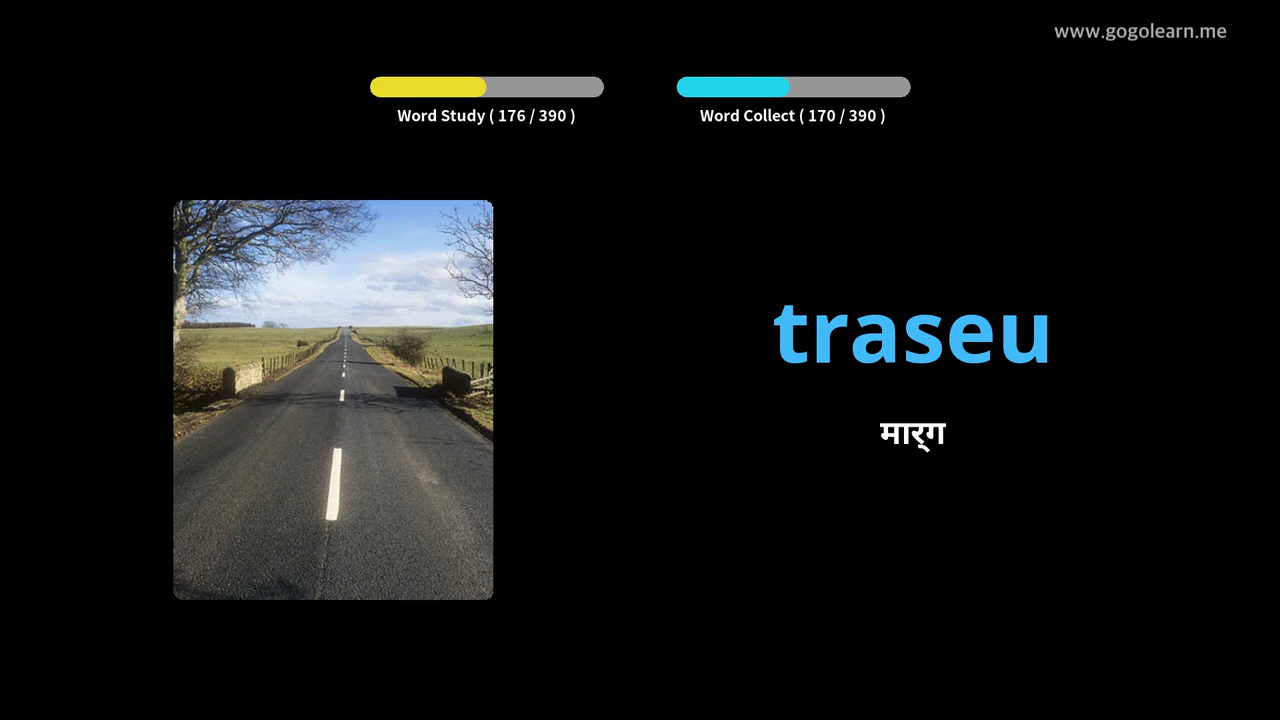 www.gogolearn.me
Word Study ( 176 / 390 )
Word Collect ( 170 / 390 )
traseu
मार्ग